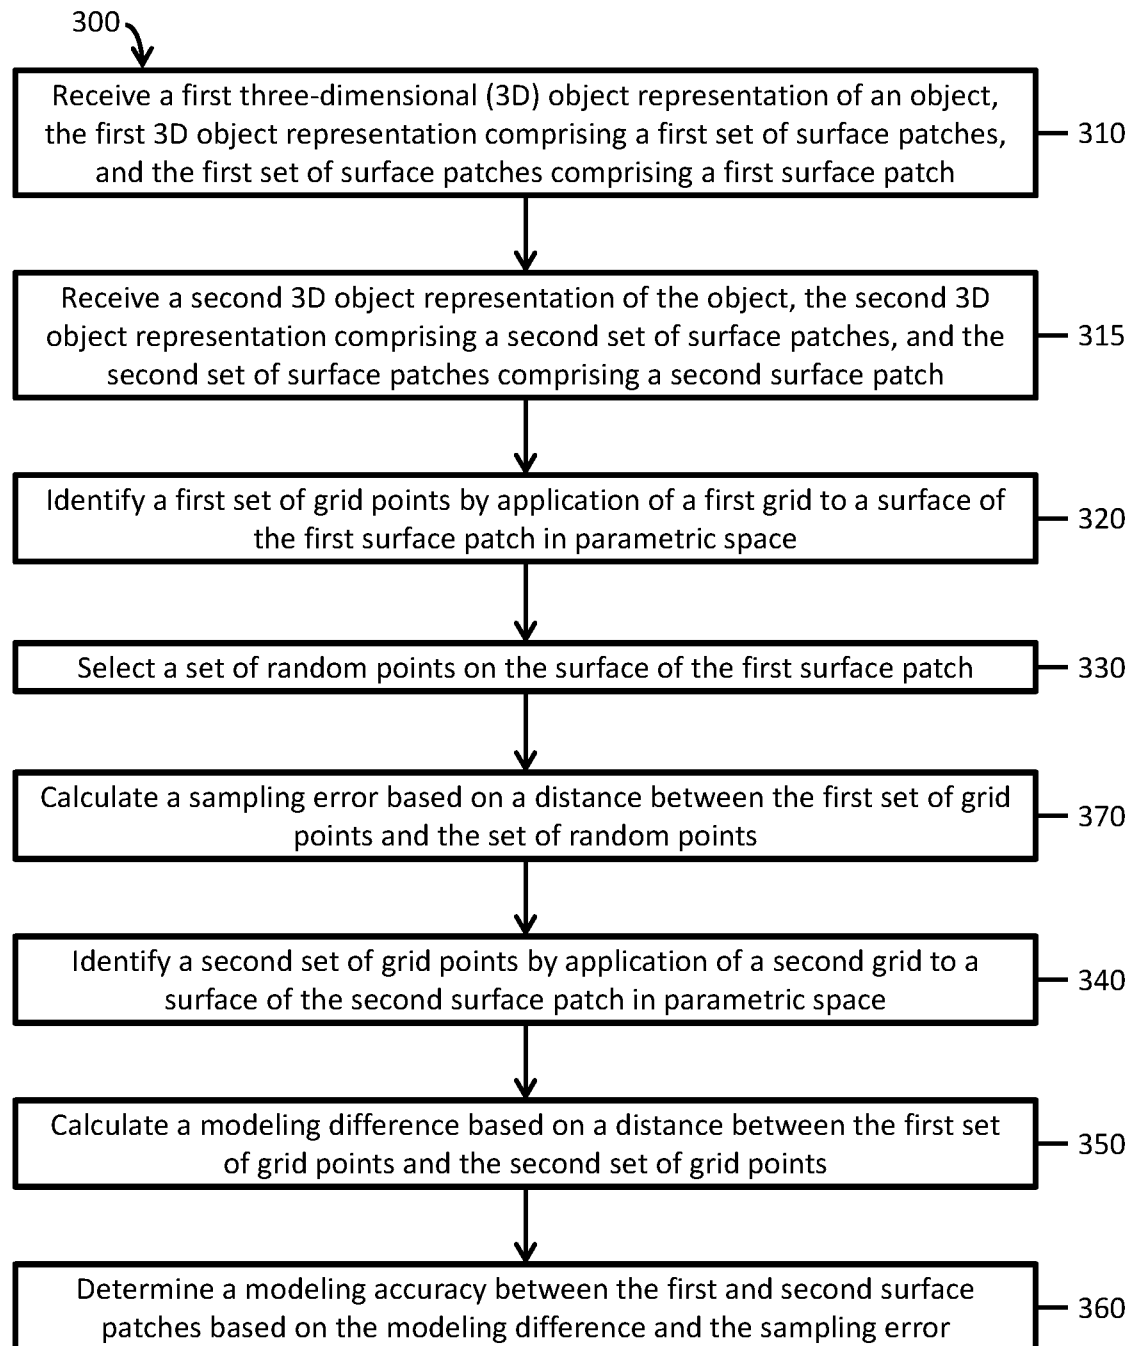 300
Receive a first three-dimensional (3D) object representation of an object,
the first 3D object representation comprising a first set of surface patches,
and the first set of surface patches comprising a first surface patch
310
Receive a second 3D object representation of the object, the second 3D
object representation comprising a second set of surface patches, and the
second set of surface patches comprising a second surface patch
315
Identify a first set of grid points by application of a first grid to a surface of
the first surface patch in parametric space
320
Select a set of random points on the surface of the first surface patch
330
Calculate a sampling error based on a distance between the first set of grid
points and the set of random points
370
Identify a second set of grid points by application of a second grid to a
surface of the second surface patch in parametric space
340
Calculate a modeling difference based on a distance between the first set
of grid points and the second set of grid points
350
Determine a modeling accuracy between the first and second surface
patches based on the modeling difference and the sampling error
360